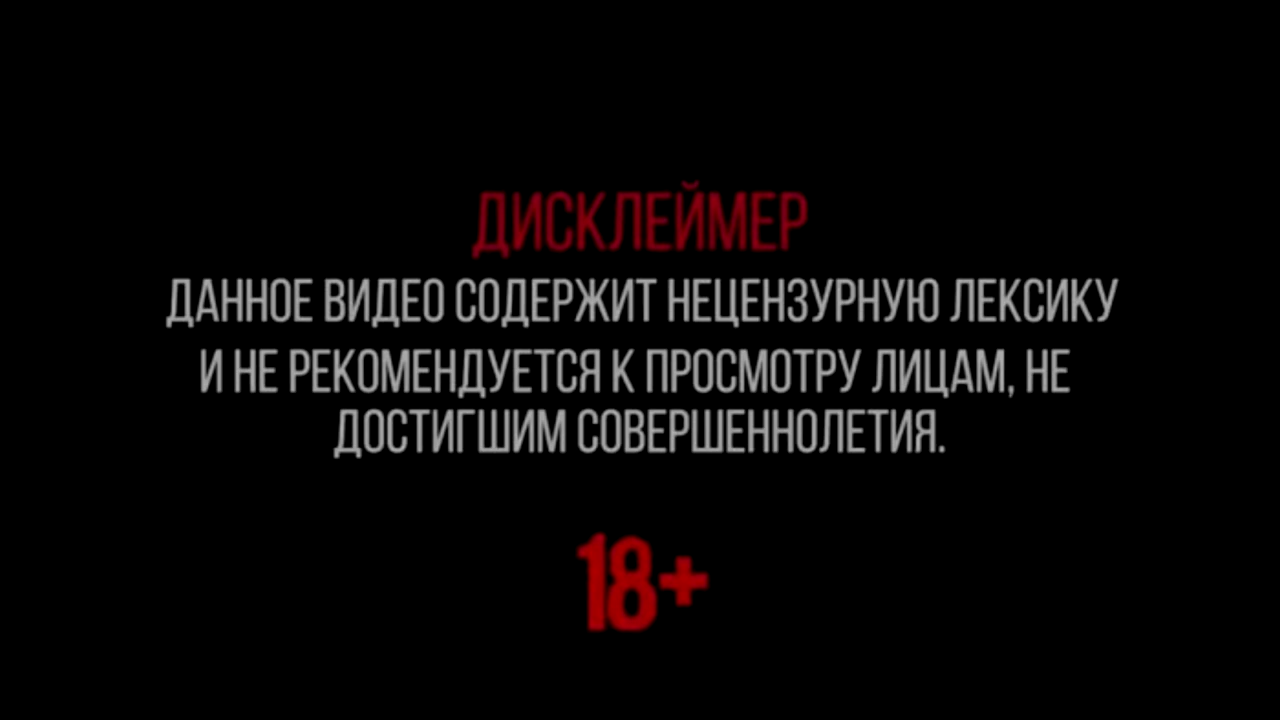 ДИСКЛЕЙМЕР
ДАННОЕ ВИДЕО СОДЕРЖИТ НЕЦЕНЗУРНУЮ ЛЕКСИКУ
И НЕ РЕКОМЕНДУЕТСЯ К ПРОСМОТРУ ЛИЦАМ, НЕ
ДОСТИГШИМ СОВЕРШЕННОЛЕТИЯ.
18+